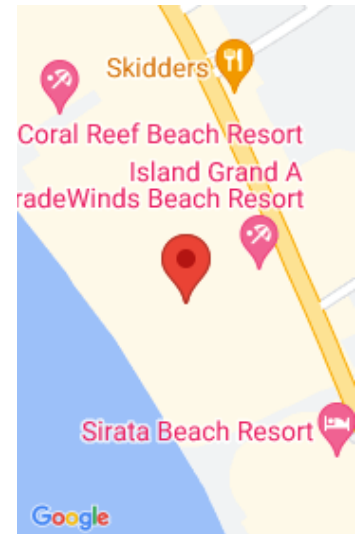 Skidders
Coral Reef Beach Resort
Island Grand A
radeWinds Beach Resort
Sirata Beach Resort
Google